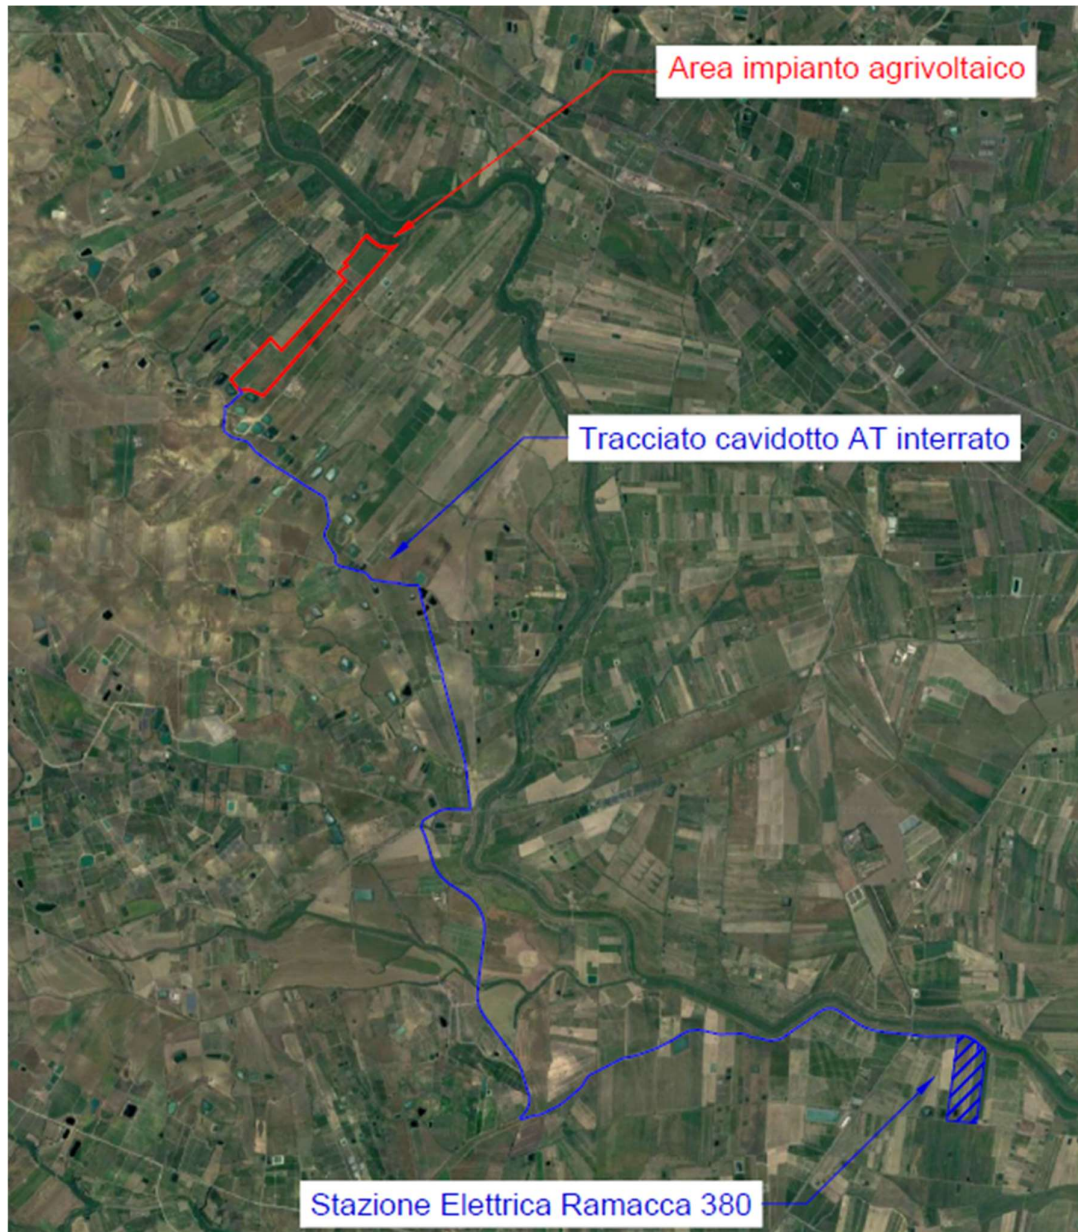 Area impianto agrivoltaico
Tracciato cavidotto AT interrato
Stazione Elettrica Ramacca 380